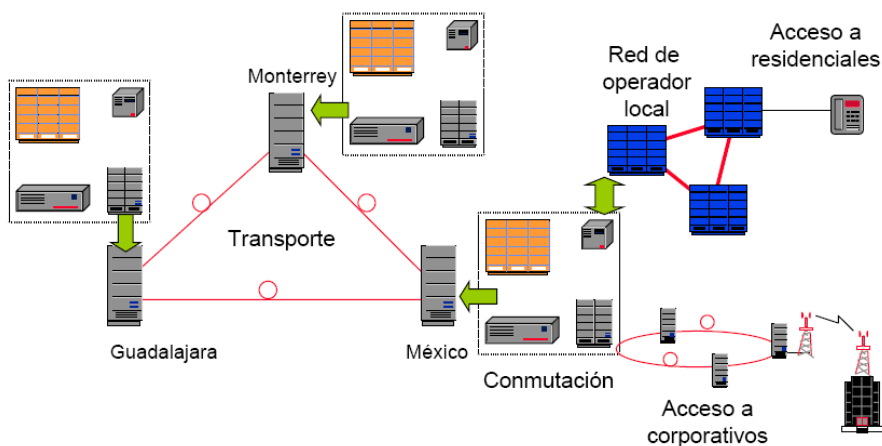 Acceso a
residenciales
Red de
operador
local
Monterrey
Transporte
Guadalajara
México
Conmutación
Acceso a
corporativos